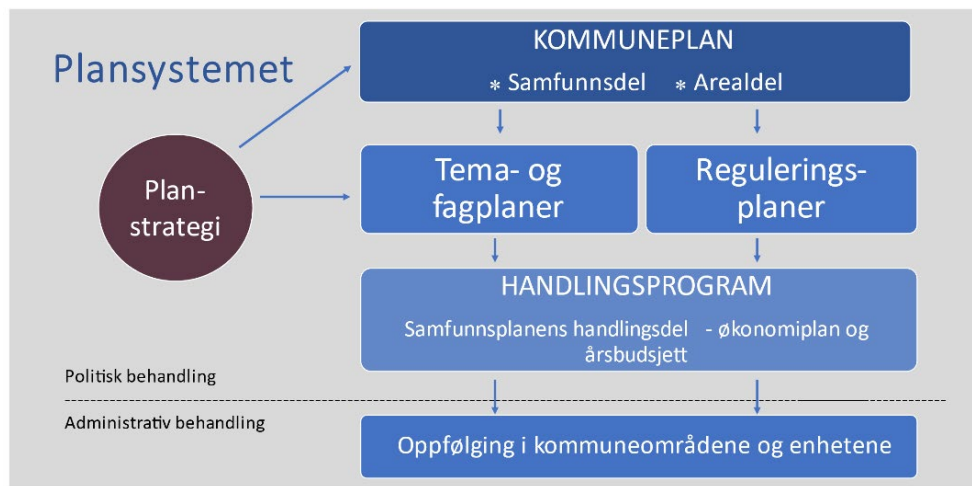 Plansystemet
KOMMUNEPLAN
* Samfunnsdel * Arealdel
Plan-
strategi
Tema- og
fagplaner
Regulerings-
planer
HANDLINGSPROGRAM
Samfunnsplanens handlingsdel - økonomiplan og
årsbudsjett
Politisk behandling
Administrativ behandling
Oppfølging i kommuneområdene og enhetene